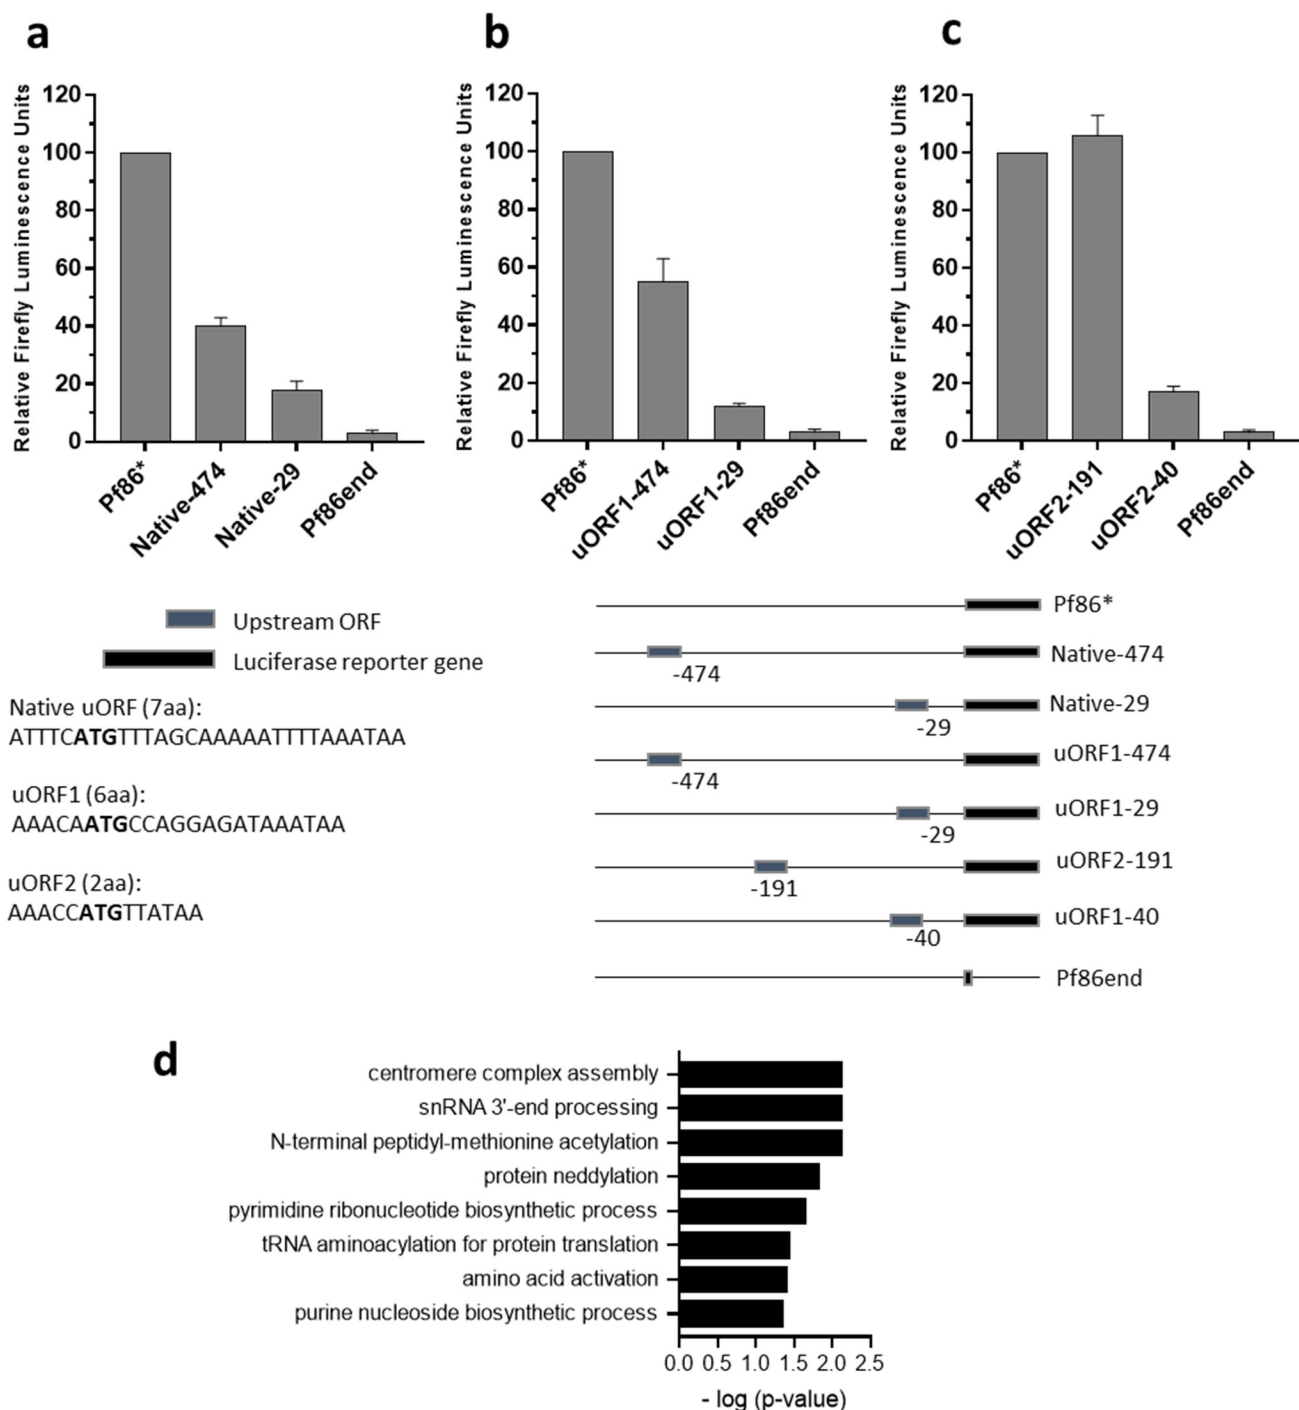 a
Relative Firefly Luminescence Units
120
100
80
60
40
20
0
Pf86*
Native-474
Native-29
Pf86end
b
Relative Firefly Luminescence Units
120
100
80
60
40
20
0
Pf86*
uORF1-474
uORF1-29
Pf86end
c
Relative Firefly Luminescence Units
120
100
80
60
40
20
0
Pf86*
uORF2-191
uORF2-40
Pf86end
Upstream ORF
Luciferase reporter gene
Native uORF (7aa):
ATTTCATGTTTAGCAAAAATTTTAAATAA
uORF1 (6aa):
AAACAATGCCAGGAGATAAATAA
uORF2 (2aa):
AAACCATGTTATAA
Pf86*
Native-474
-474
Native-29
-29
uORF1-474
-474
uORF1-29
-29
uORF2-191
-191
uORF1-40
-40
Pf86end
d
centromere complex assembly
snRNA 3'-end processing
N-terminal peptidyl-methionine acetylation
protein neddylation
pyrimidine ribonucleotide biosynthetic process
tRNA aminoacylation for protein translation
amino acid activation
purine nucleoside biosynthetic process
0.0 0.5 1.0 1.5 2.0 2.5
- log (p-value)